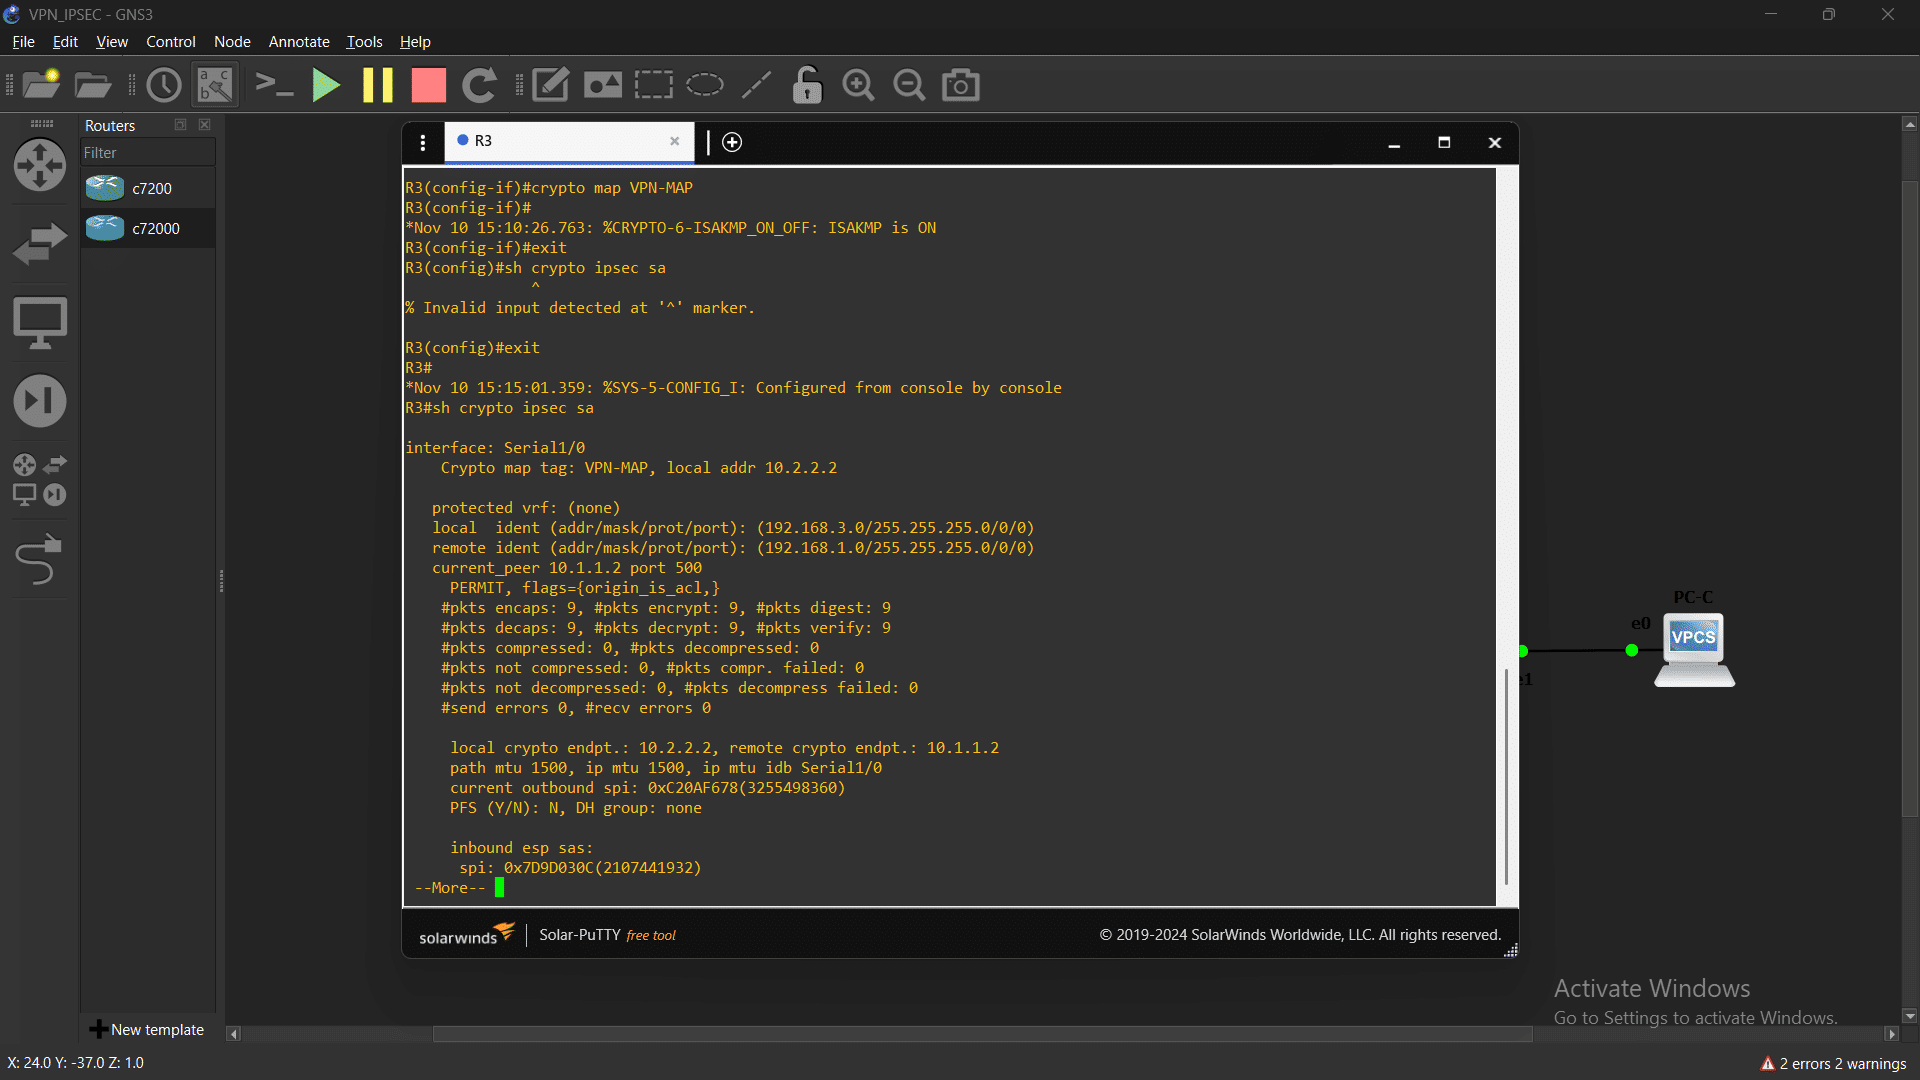 VPN_IPSEC - GNS3
File Edit View Control Node Annotate Tools Help
Routers
Filter
c7200
c72000
New template
R3
R3(config-if)#crypto map VPN-MAP
R3(config-if)#
*Nov 10 15:10:26.763: %CRYPTO-6-ISAKMP_ON_OFF: ISAKMP is ON
R3(config-if)#exit
R3(config)#sh crypto ipsec sa
^
% Invalid input detected at '^' marker.
R3(config)#exit
R3#
*Nov 10 15:15:01.359: %SYS-5-CONFIG_I: Configured from console by console
R3#sh crypto ipsec sa
interface: Serial1/0
Crypto map tag: VPN-MAP, local addr 10.2.2.2
protected vrf: (none)
local  ident (addr/mask/prot/port): (192.168.3.0/255.255.255.0/0/0)
remote ident (addr/mask/prot/port): (192.168.1.0/255.255.255.0/0/0)
current_peer 10.1.1.2 port 500
PERMIT, flags={origin_is_acl,}
#pkts encaps: 9, #pkts encrypt: 9, #pkts digest: 9
#pkts decaps: 9, #pkts decrypt: 9, #pkts verify: 9
#pkts compressed: 0, #pkts decompressed: 0
#pkts not compressed: 0, #pkts compr. failed: 0
#pkts not decompressed: 0, #pkts decompress failed: 0
#send errors 0, #recv errors 0
local crypto endpt.: 10.2.2.2, remote crypto endpt.: 10.1.1.2
path mtu 1500, ip mtu 1500, ip mtu idb Serial1/0
current outbound spi: 0xC20AF678(3255498360)
PFS (Y/N): N, DH group: none
inbound esp sas:
spi: 0x7D9D030C(2107441932)
--More--
solarwinds
Solar-PuTTY free tool
© 2019-2024 SolarWinds Worldwide, LLC. All rights reserved.
PC-C
e0
VPCS
Activate Windows
Go to Settings to activate Windows.
X: 24.0 Y: -37.0 Z: 1.0
2 errors 2 warnings